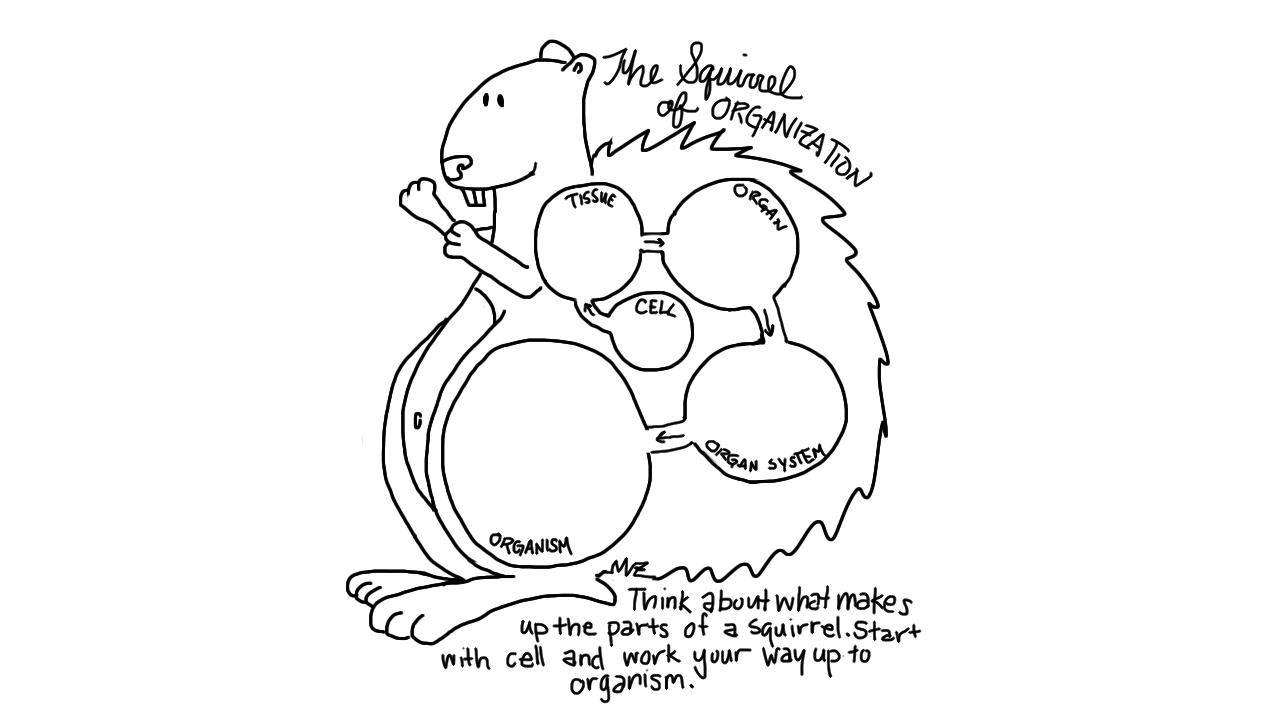 The Squirrel
of ORGANIZATION
TISSUE
ORGAN
CELL
ORGAN SYSTEM
ORGANISM
MZ
Think about what makes
up the parts of a squirrel. Start
with cell and work your way up to
organism.